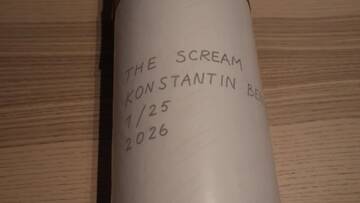 THE SCREAM
KONSTANTIN
1/25
2026